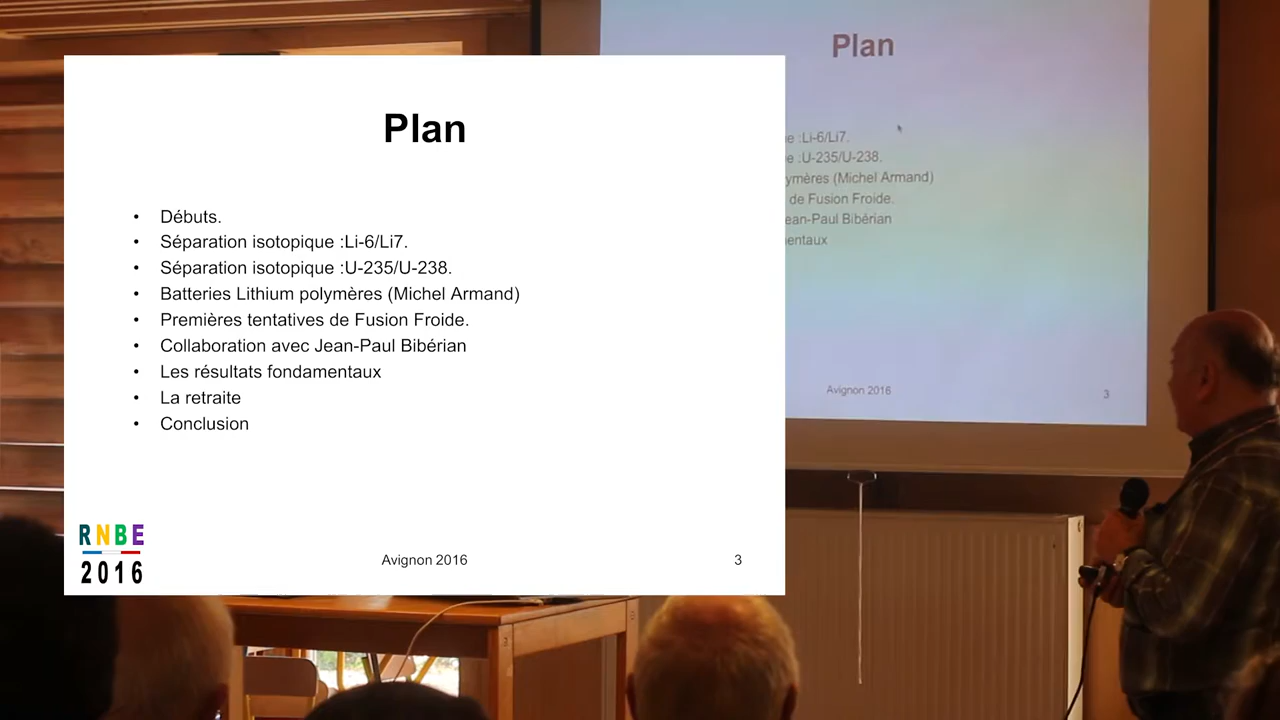 Plan
Débuts.
Séparation isotopique :Li-6/Li7.
Séparation isotopique :U-235/U-238.
Batteries Lithium polymères (Michel Armand)
Premières tentatives de Fusion Froide.
Collaboration avec Jean-Paul Bibérian
Les résultats fondamentaux
La retraite
Conclusion
RNBE
2016
Avignon 2016
3
Plan
e :Li-6/Li7.
e :U-235/U-238.
ymères (Michel Armand)
de Fusion Froide.
ean-Paul Bibérian
entaux
Avignon 2016
3